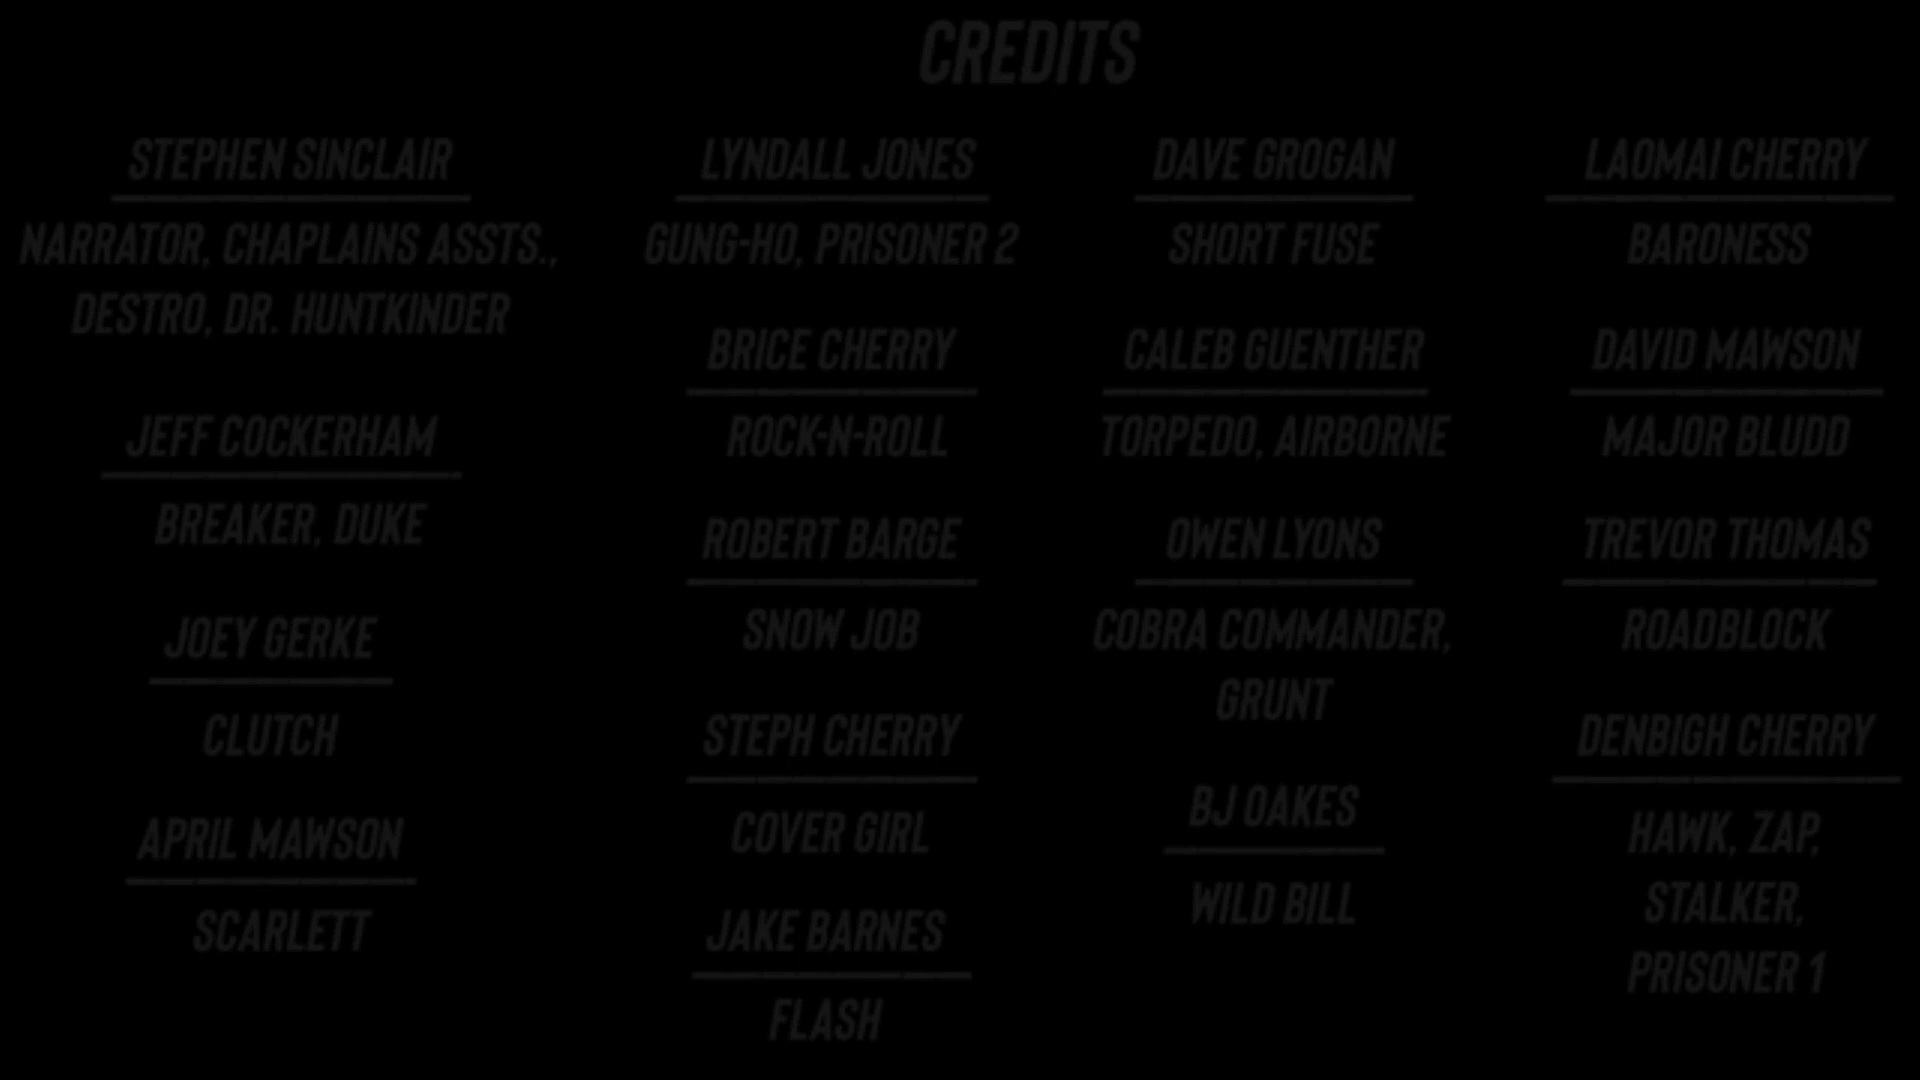 CREDITS
STEPHEN SINCLAIR
NARRATOR, CHAPLAINS ASSTS.,
DESTRO, DR. HUNTKINDER
JEFF COCKERHAM
BREAKER, DUKE
JOEY GERKE
CLUTCH
APRIL MAWSON
SCARLETT
LYNDALL JONES
GUNG-HO, PRISONER 2
BRICE CHERRY
ROCK-N-ROLL
ROBERT BARGE
SNOW JOB
STEPH CHERRY
COVER GIRL
JAKE BARNES
FLASH
DAVE GROGAN
SHORT FUSE
CALEB GUENTHER
TORPEDO, AIRBORNE
OWEN LYONS
COBRA COMMANDER,
GRUNT
BJ OAKES
WILD BILL
LAOMAI CHERRY
BARONESS
DAVID MAWSON
MAJOR BLUDD
TREVOR THOMAS
ROADBLOCK
DENBIGH CHERRY
HAWK, ZAP,
STALKER,
PRISONER 1